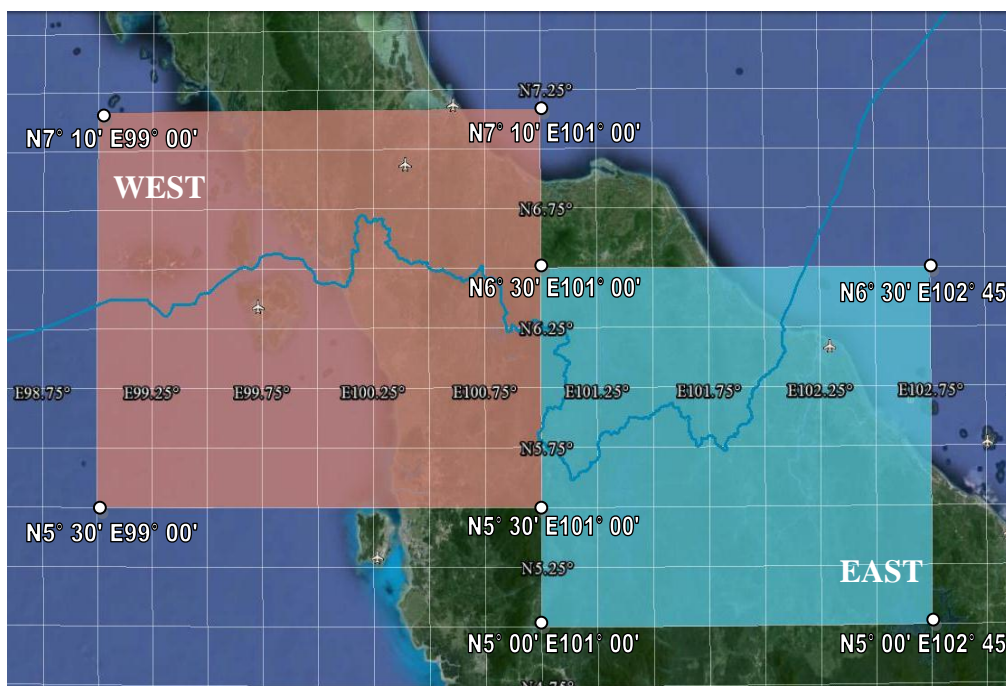 N7.25°
N7° 10' E99° 00'
N7° 10' E101° 00'
WEST
N6.75°
N6° 30' E101° 00'
N6° 30' E102° 45
N6.25°
E98.75° E99.25° E99.75° E100.25° E100.75° E101.25° E101.75° E102.25° E102.75°
N5.75°
N5° 30' E99° 00'
N5° 30' E101° 00'
N5.25°
EAST
N5° 00' E101° 00'
N5° 00' E102° 45